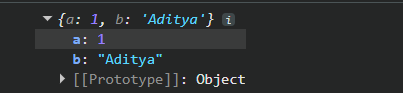 ▼ {a: 1, b: 'Aditya'} i
a: 1
b: "Aditya"
▶ [[Prototype]]: Object